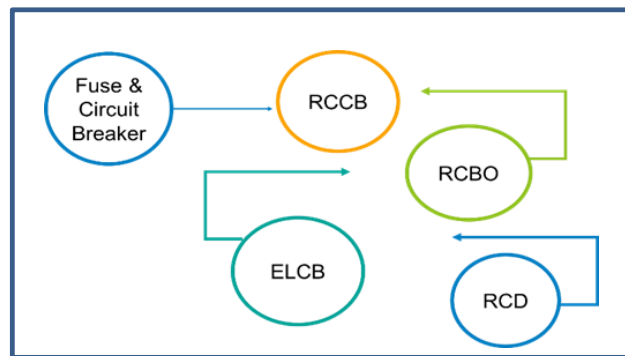 Fuse &
Circuit
Breaker
RCCB
RCBO
ELCB
RCD